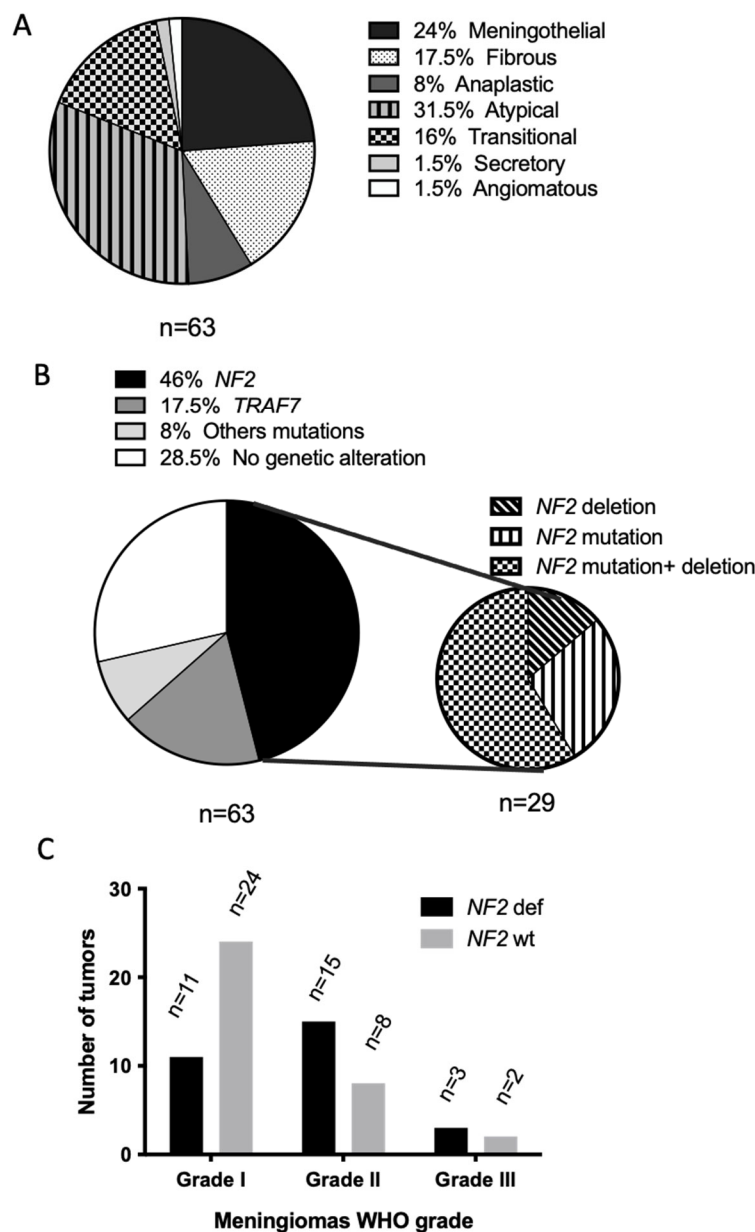 A
24% Meningothelial
17.5% Fibrous
8% Anaplastic
31.5% Atypical
16% Transitional
1.5% Secretory
1.5% Angiomatous
n=63
B
46% NF2
17.5% TRAF7
8% Others mutations
28.5% No genetic alteration
NF2 deletion
NF2 mutation
NF2 mutation+ deletion
n=63
n=29
C
Number of tumors
30
20
10
0
n=11
n=24
n=15
n=8
n=3
n=2
NF2 def
NF2 wt
Grade I
Grade II
Grade III
Meningiomas WHO grade